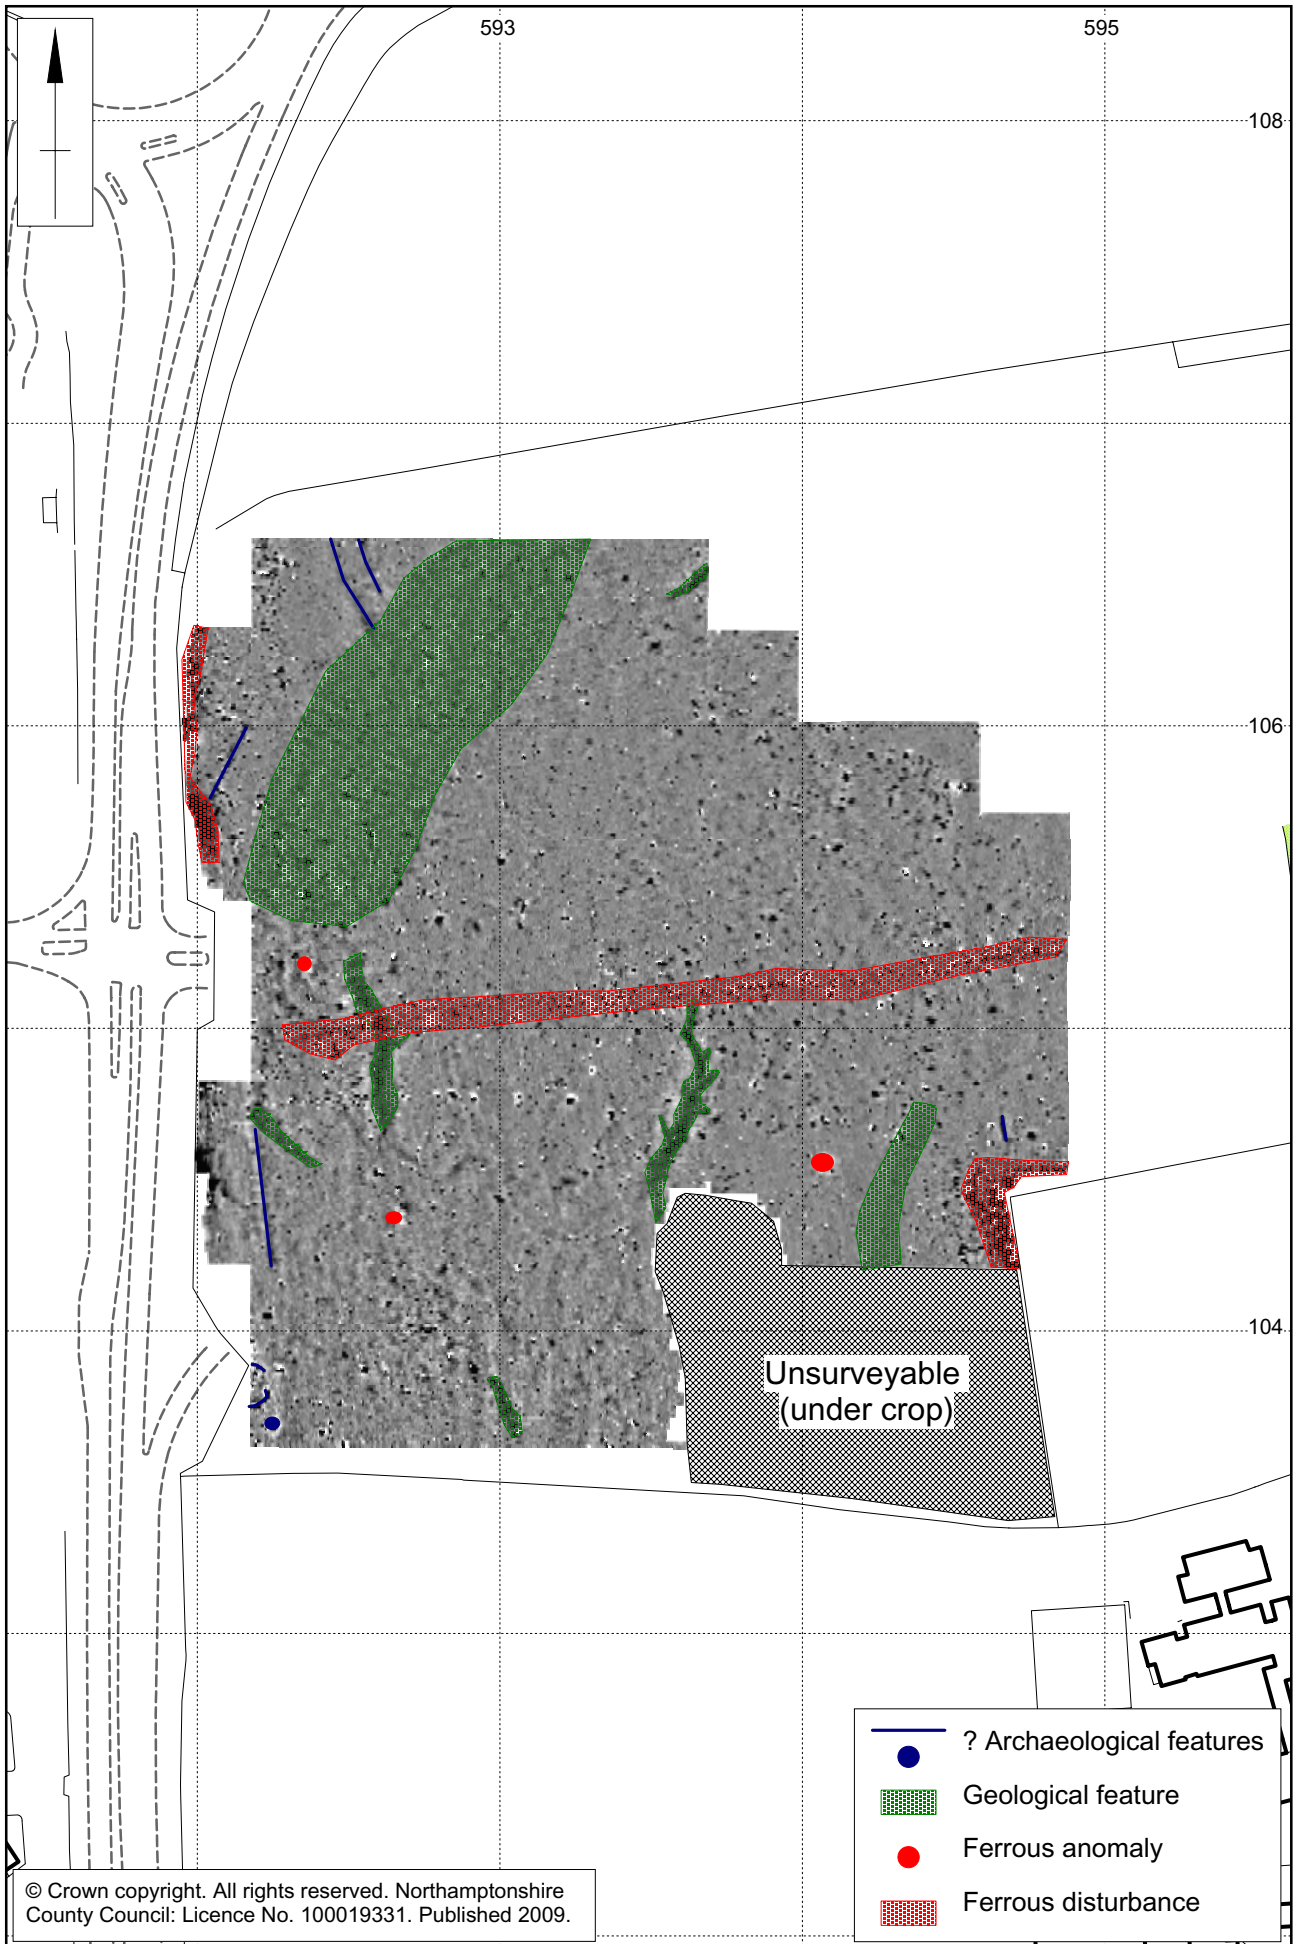 593
595
108
106
104
Unsurveyable
(under crop)
? Archaeological features
Geological feature
Ferrous anomaly
Ferrous disturbance
© Crown copyright. All rights reserved. Northamptonshire
County Council: Licence No. 100019331. Published 2009.